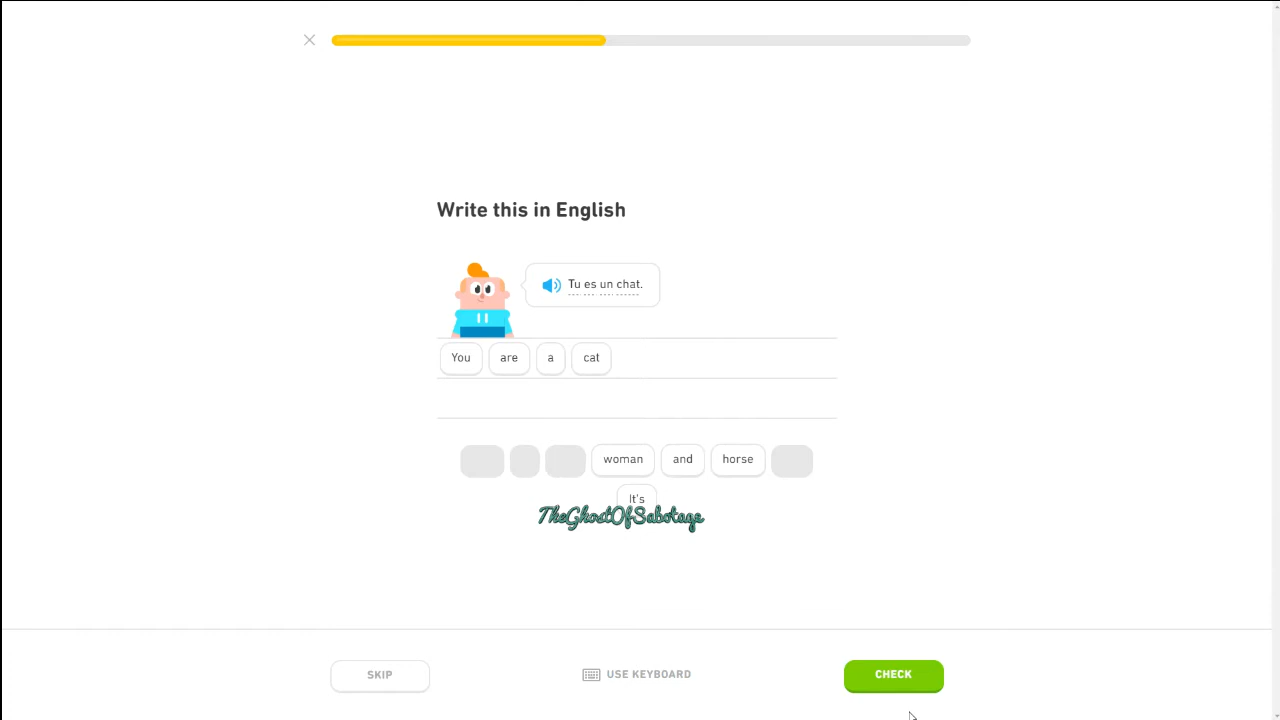 Write this in English
Tu es un chat.
You are a cat
woman and horse
It's
TheGhostOfSabotage
SKIP
USE KEYBOARD
CHECK